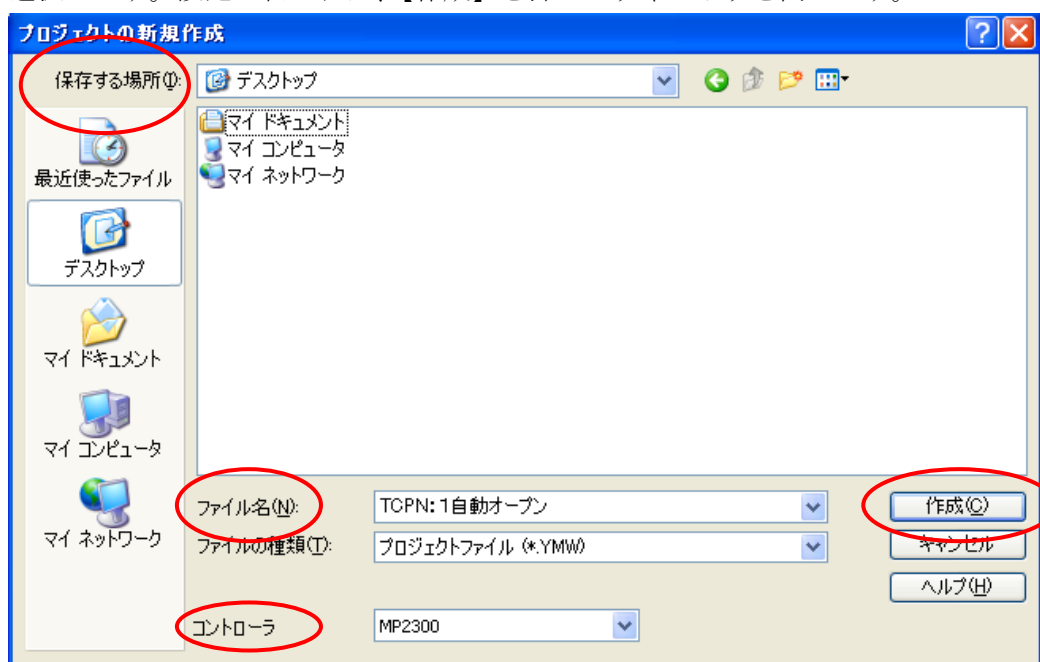 プロジェクトの新規作成
保存する場所(I):
デスクトップ
マイ ドキュメント
マイ コンピュータ
マイ ネットワーク
最近使ったファイル
デスクトップ
マイ ドキュメント
マイ コンピュータ
マイ ネットワーク
ファイル名(N):
TCPN:1自動オープン
作成(C)
ファイルの種類(T):
プロジェクトファイル (*.YMW)
キャンセル
ヘルプ(H)
コントローラ
MP2300